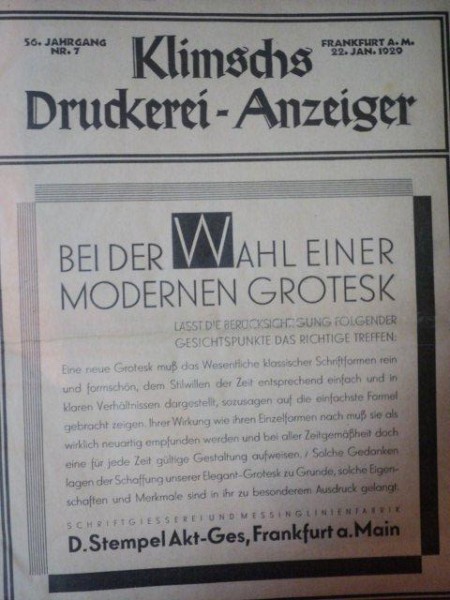 56. JAHRGANG
NR. 7
FRANKFURT A. M.
22. JAN. 1929
Klimschs
Druckerei-Anzeiger
BEI DER WAHL EINER
MODERNEN GROTESK
LASST DIE BERÜCKSICHTIGUNG FOLGENDER
GESICHTSPUNKTE DAS RICHTIGE TREFFEN:
Eine neue Grotesk muß das Wesentliche klassischer Schriftformen rein
und formschön, dem Stilwillen der Zeit entsprechend einfach und in
klaren Verhältnissen dargestellt, sozusagen auf die einfachste Formel
gebracht zeigen. Ihrer Wirkung wie ihren Einzelformen nach muß sie als
wirklich neuartig empfunden werden und bei aller Zeitgemäßheit doch
eine für jede Zeit gültige Gestaltung aufweisen. / Solche Gedanken
lagen der Schaffung unserer Elegant-Grotesk zu Grunde, solche Eigen-
schaften und Merkmale sind in ihr zu besonderem Ausdruck gelangt.
SCHRIFTGIESSEREI UND MESSINGLINIENFABRIK
D. Stempel Akt-Ges, Frankfurt a. Main